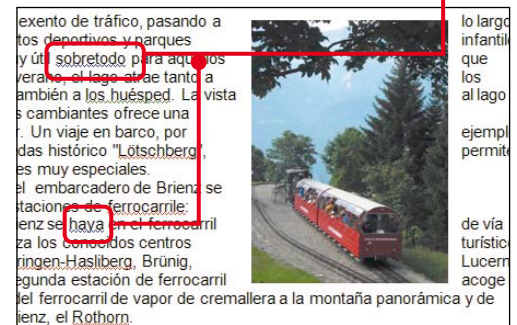 exento de tráfico, pasando a lo largo
tos deportivos y parques infantil
uy útil sobretodo para aquellos que
verano, el lago atrae tanto a los
ambién a los huésped. La vista al lago
s cambiantes ofrece una
r. Un viaje en barco, por ejempl
das histórico "Lötschberg", permite
es muy especiales.
el embarcadero de Brienz se
staciones de ferrocarrile:
ienz se haya en el ferrocarril de vía
za los conocidos centros turístic
ringen-Hasliberg, Brünig, Lucern
egunda estación de ferrocarril acoge
del ferrocarril de vapor de cremallera a la montaña panorámica y de
ienz, el Rothorn.